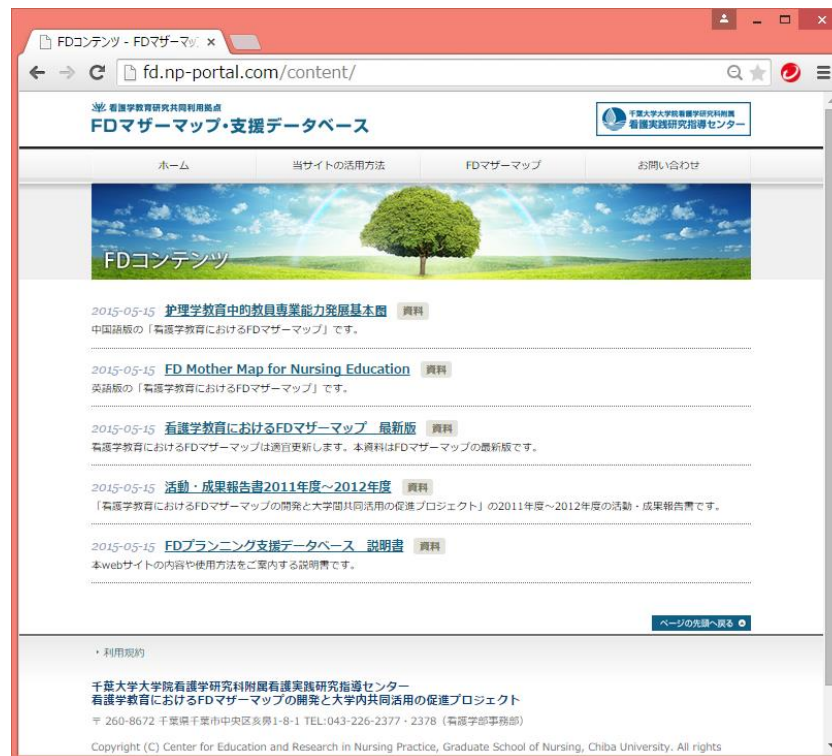 FDコンテンツ - FDマザーマッ
fd.np-portal.com/content/
看護学教育研究共同利用拠点
FDマザーマップ・支援データベース
千葉大学大学院看護学研究科附属
看護実践研究指導センター
ホーム 当サイトの活用方法 FDマザーマップ お問い合わせ
FDコンテンツ
2015-05-15 护理学教育中的教員専業能力発展基本图 資料
中国語版の「看護学教育におけるFDマザーマップ」です。
2015-05-15 FD Mother Map for Nursing Education 資料
英語版の「看護学教育におけるFDマザーマップ」です。
2015-05-15 看護学教育におけるFDマザーマップ 最新版 資料
看護学教育におけるFDマザーマップは適宜更新します。本資料はFDマザーマップの最新版です。
2015-05-15 活動・成果報告書2011年度～2012年度 資料
「看護学教育におけるFDマザーマップの開発と大学間共同活用の促進プロジェクト」の2011年度～2012年度の活動・成果報告書です。
2015-05-15 FDプランニング支援データベース 説明書 資料
本webサイトの内容や使用方法をご案内する説明書です。
ページの先頭へ戻る
・利用規約
千葉大学大学院看護学研究科附属看護実践研究指導センター
看護学教育におけるFDマザーマップの開発と大学内共同活用の促進プロジェクト
〒 260-8672 千葉県千葉市中央区亥鼻1-8-1 TEL:043-226-2377・2378（看護学部事務部）
Copyright (C) Center for Education and Research in Nursing Practice, Graduate School of Nursing, Chiba University. All rights